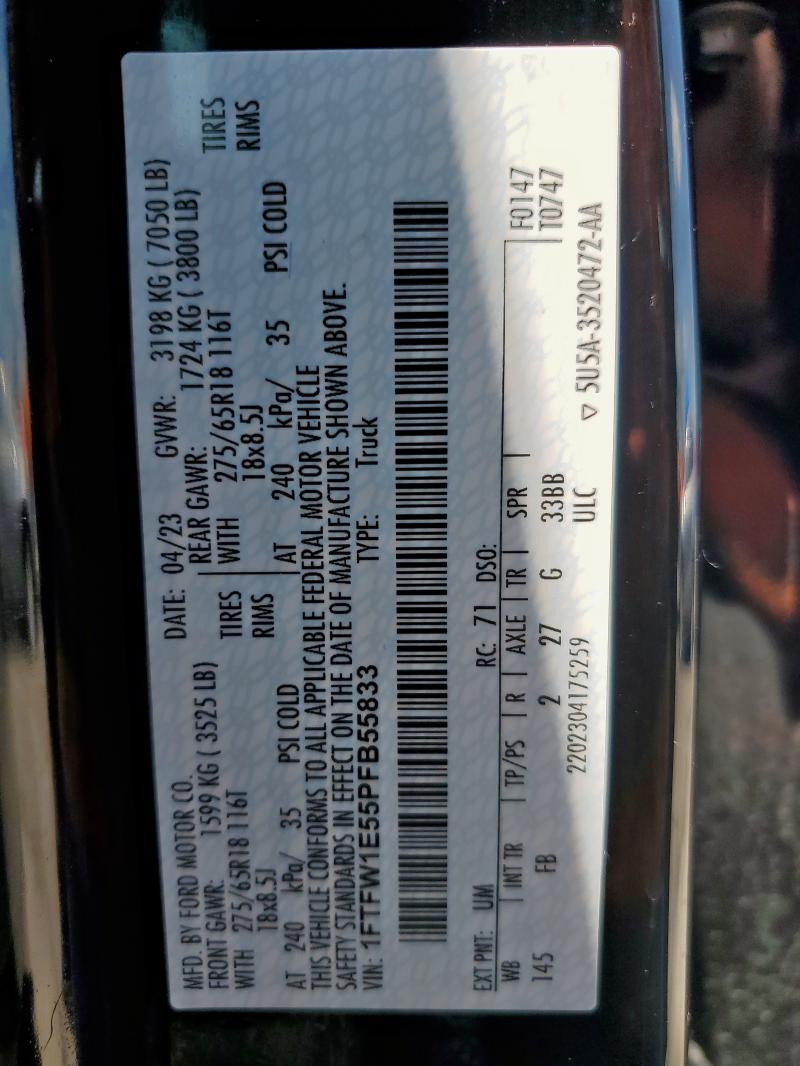 MFD. BY FORD MOTOR CO. DATE: 04/23 GVWR: 3198 KG ( 7050 LB)
FRONT GAWR: 1599 KG ( 3525 LB) REAR GAWR: 1724 KG ( 3800 LB)
WITH 275/65R18 116T TIRES WITH 275/65R18 116T TIRES
18x8.5J RIMS 18x8.5J RIMS
AT 240 kPa/ 35 PSI COLD AT 240 kPa/ 35 PSI COLD
THIS VEHICLE CONFORMS TO ALL APPLICABLE FEDERAL MOTOR VEHICLE
SAFETY STANDARDS IN EFFECT ON THE DATE OF MANUFACTURE SHOWN ABOVE.
VIN: 1FTFW1E55PFB55833 TYPE: Truck
EXT PNT: UM RC: 71 DSO:
WB INT TR TP/PS R AXLE TR SPR F0147
145 FB 2 27 G 33BB T0747
2202304175259 ULC ▽ 5U5A-3520472-AA